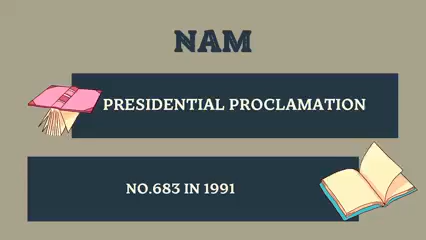 NAM
PRESIDENTIAL PROCLAMATION
NO.683 IN 1991